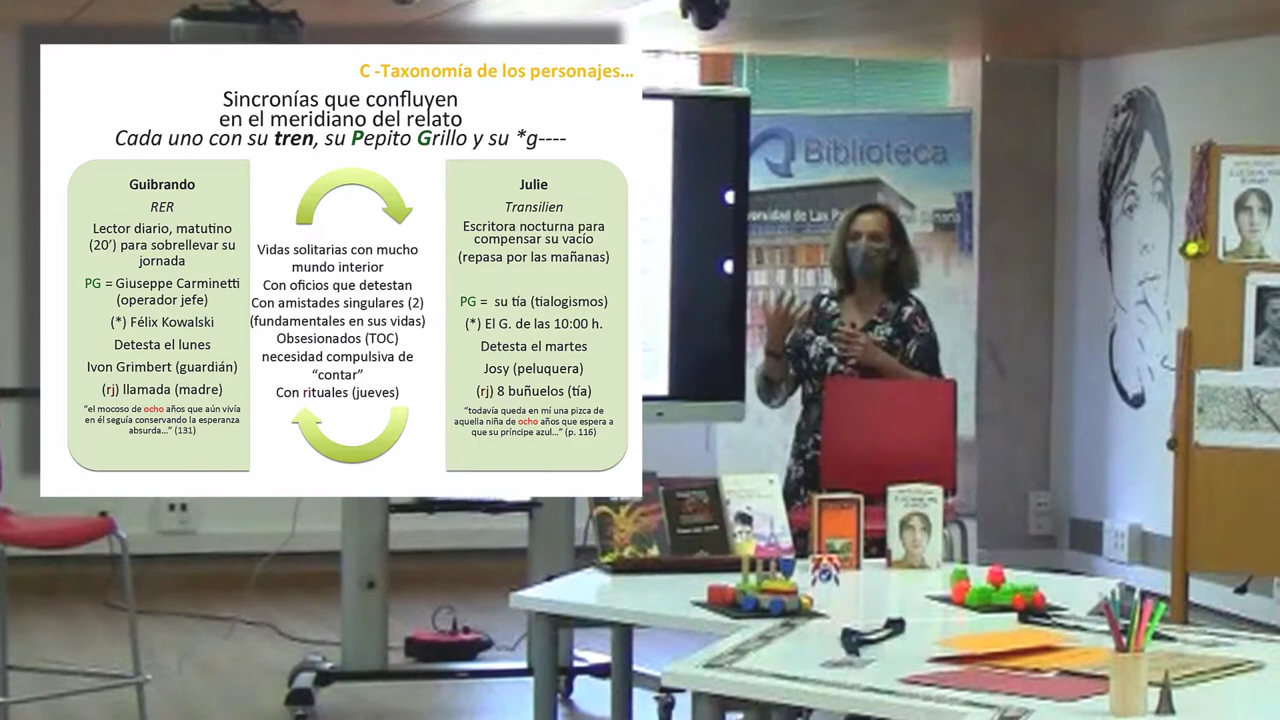 C -Taxonomía de los personajes...
Sincronías que confluyen
en el meridiano del relato
Cada uno con su tren, su Pepito Grillo y su *g----
Guibrando
RER
Lector diario, matutino
(20’) para sobrellevar su
jornada
PG = Giuseppe Carminetti
(operador jefe)
(*) Félix Kowalski
Detesta el lunes
Ivon Grimbert (guardián)
(rj) llamada (madre)
“el mocoso de ocho años que aún vivía
en él seguía conservando la esperanza
absurda...” (131)
Vidas solitarias con mucho
mundo interior
Con oficios que detestan
Con amistades singulares (2)
(fundamentales en sus vidas)
Obsesionados (TOC)
necesidad compulsiva de
“contar”
Con rituales (jueves)
Julie
Transilien
Escritora nocturna para
compensar su vacío
(repasa por las mañanas)
PG = su tía (tialogismos)
(*) El G. de las 10:00 h.
Detesta el martes
Josy (peluquera)
(rj) 8 buñuelos (tía)
“todavía queda en mí una pizca de
aquella niña de ocho años que espera a
que su príncipe azul...” (p. 116)
Biblioteca
versidad de Las Pa